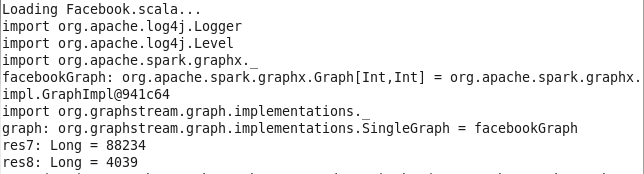 Loading Facebook.scala...
import org.apache.log4j.Logger
import org.apache.log4j.Level
import org.apache.spark.graphx._
facebookGraph: org.apache.spark.graphx.Graph[Int,Int] = org.apache.spark.graphx.
impl.GraphImpl@941c64
import org.graphstream.graph.implementations._
graph: org.graphstream.graph.implementations.SingleGraph = facebookGraph
res7: Long = 88234
res8: Long = 4039